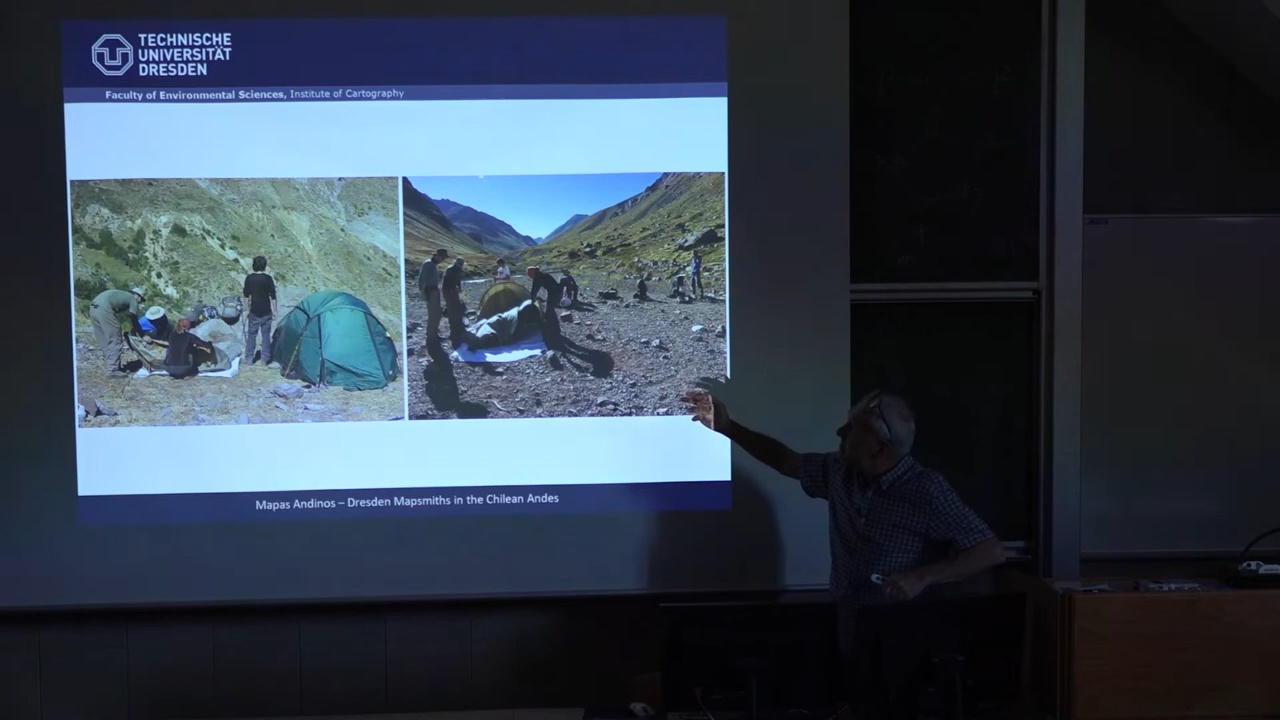 TECHNISCHE
UNIVERSITÄT
DRESDEN
Faculty of Environmental Sciences, Institute of Cartography
Mapas Andinos – Dresden Mapsmiths in the Chilean Andes